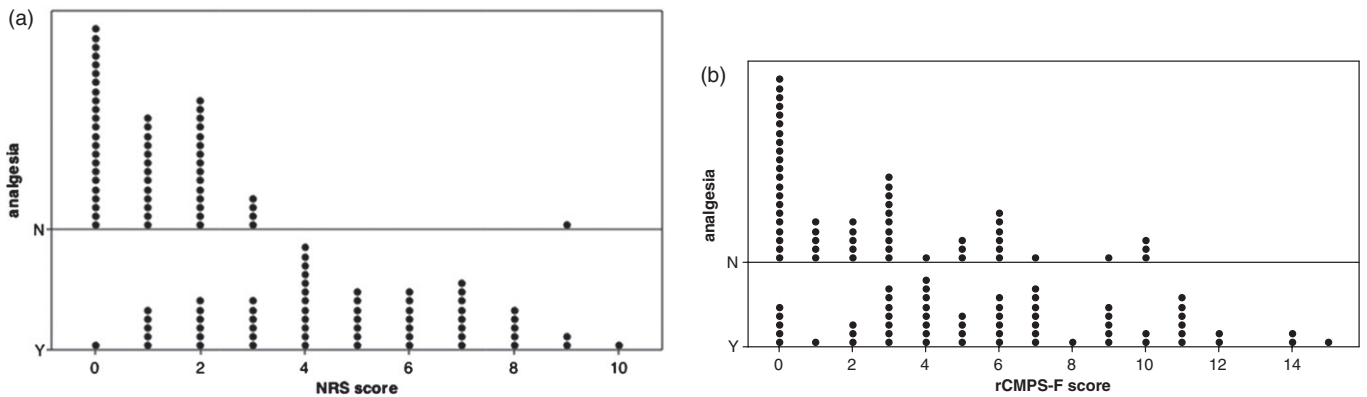 (a)
analgesia
N
Y
0 2 4 6 8 10
NRS score
(b)
analgesia
N
Y
0 2 4 6 8 10 12 14
rCMPS-F score